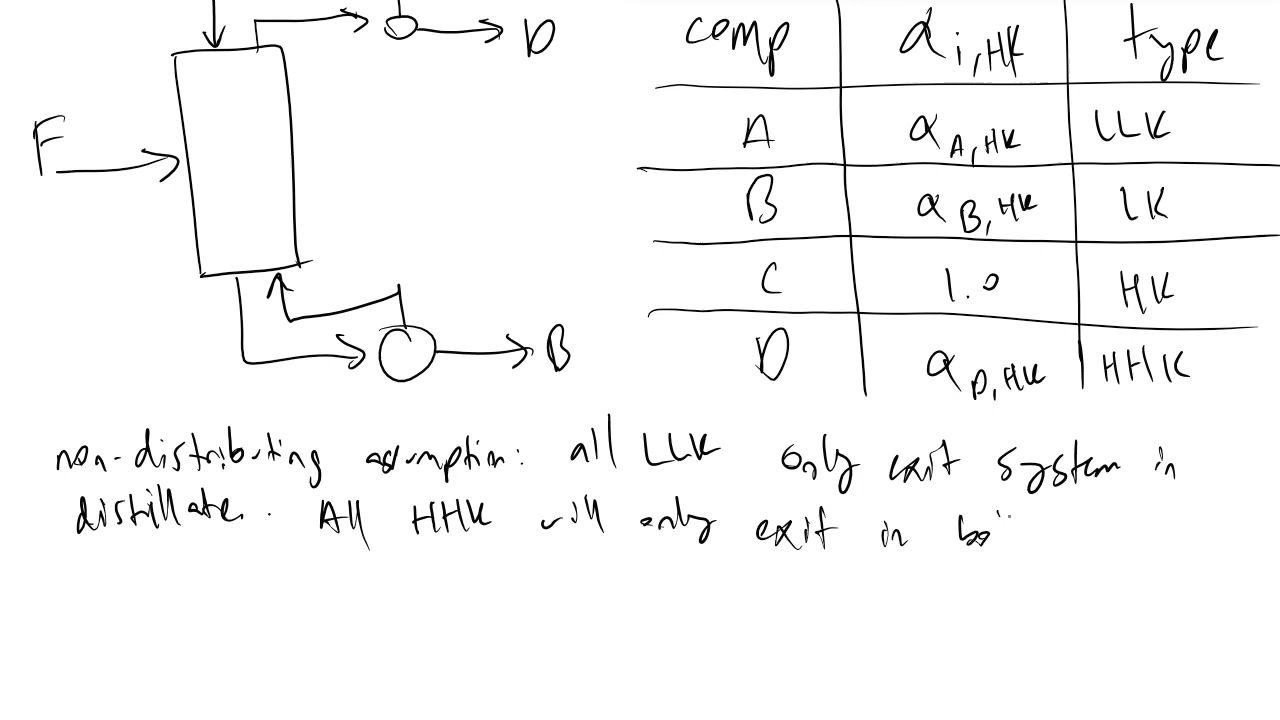 D
F
B
comp α i,HK type
A α A,HK LLK
B α B,HK LK
C 1.0 HK
D α D,HK HHK
non-distributing assumption: all LLK only exit system in
distillate. All HHK will only exit in